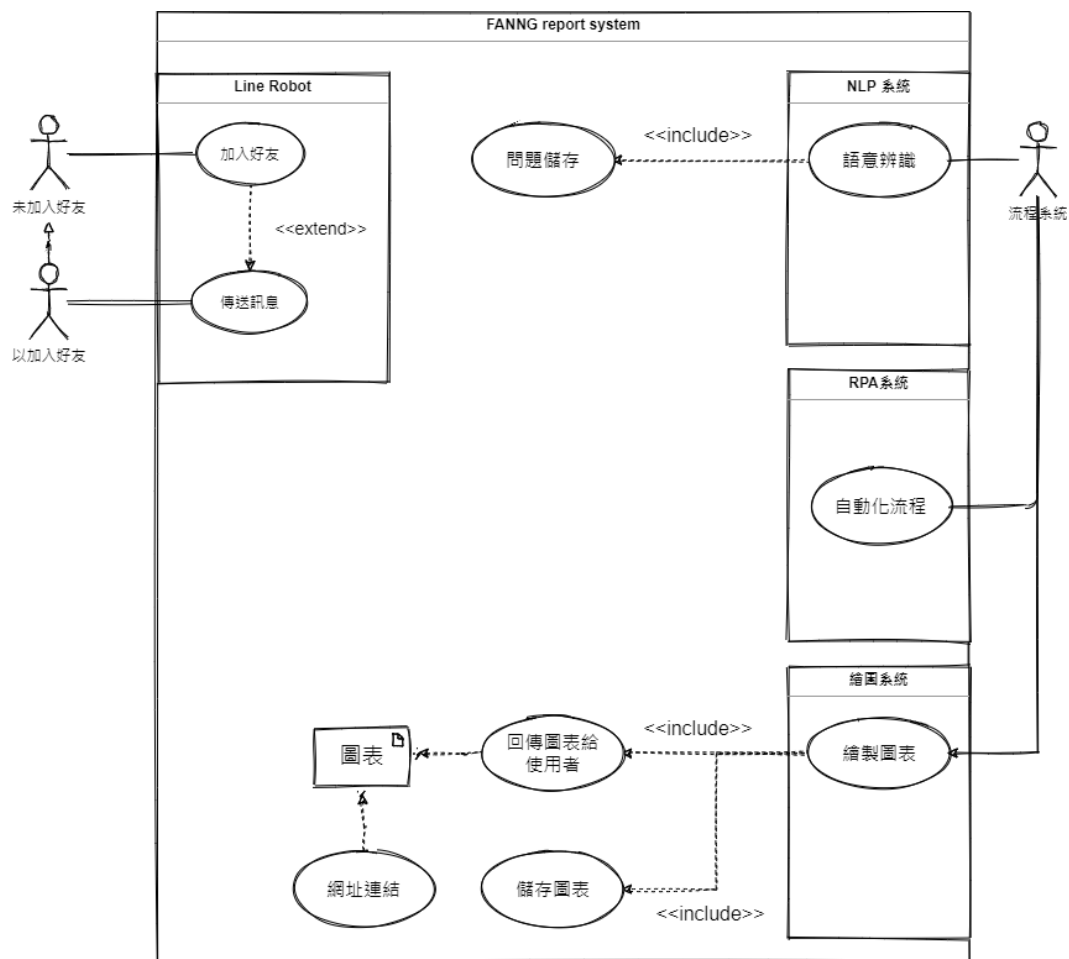 FANNG report system
Line Robot
NLP 系統
加入好友
<<include>>
問題儲存
語意辨識
未加入好友
流程系統
<<extend>>
傳送訊息
以加入好友
RPA系統
自動化流程
繪圖系統
<<include>>
圖表
回傳圖表給
使用者
繪製圖表
網址連結
儲存圖表
<<include>>